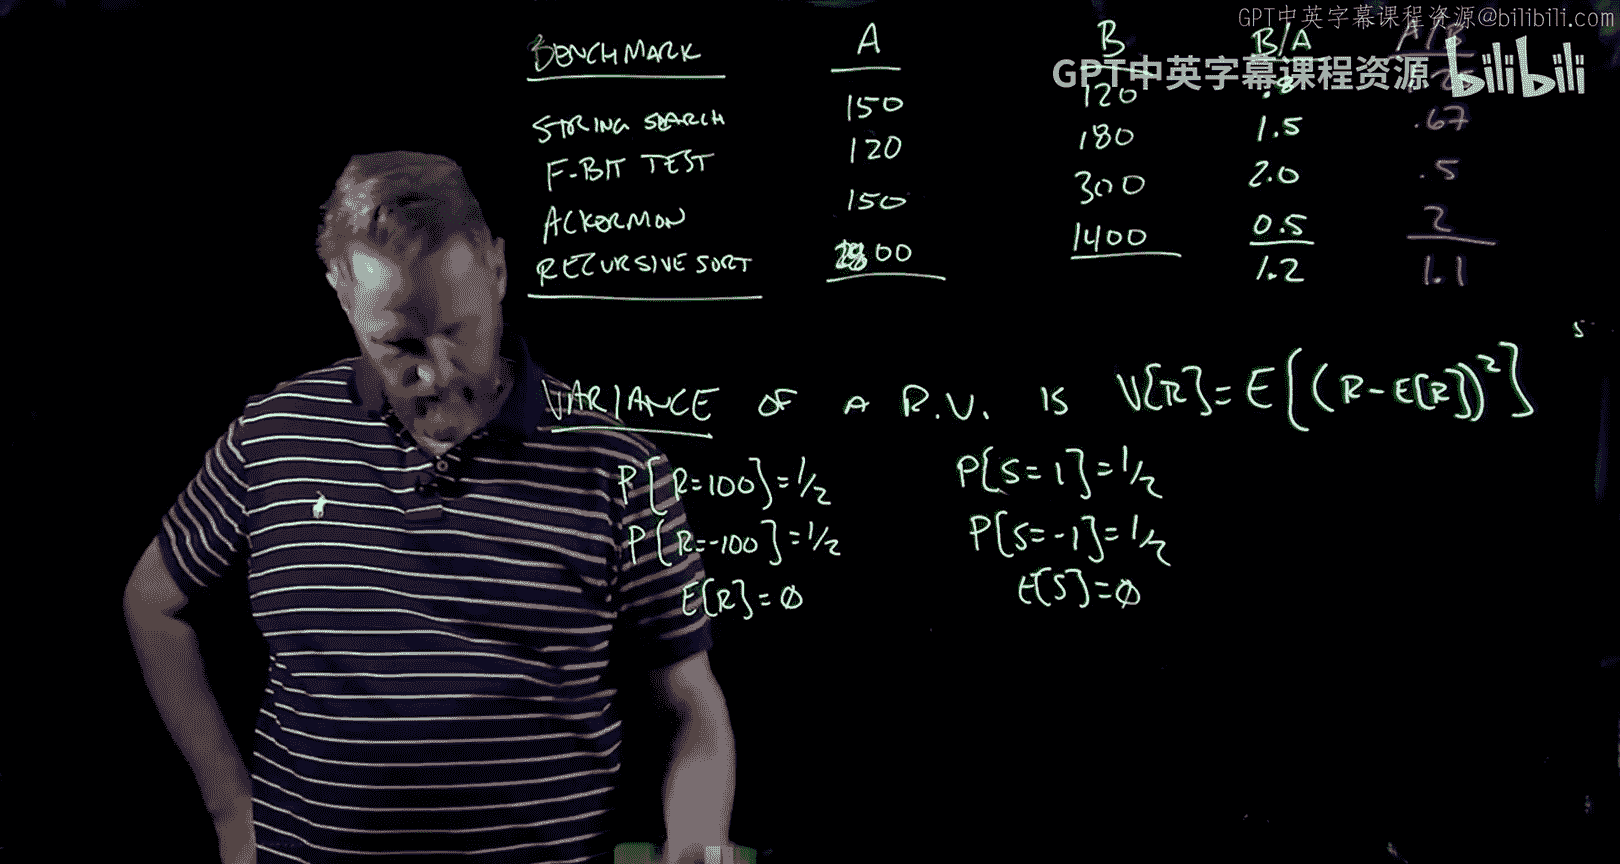 GPT中英字幕课程资源@bilibili.com
GPT中英字幕课程资源 bilibili
BENCHMARK A B B/A A/B
STRING SEARCH 150 120 .8
F-BIT TEST 120 180 1.5 .67
ACKERMON 150 300 2.0 .5
RECURSIVE SORT 00 1400 0.5 2
1.2 1.1
VARIANCE OF A R.V. IS V[R]=E[(R-E[R])²]
P[R=100]=1/2 P[S=1]=1/2
P[R=-100]=1/2 P[S=-1]=1/2
E[R]=∅ E[S]=∅